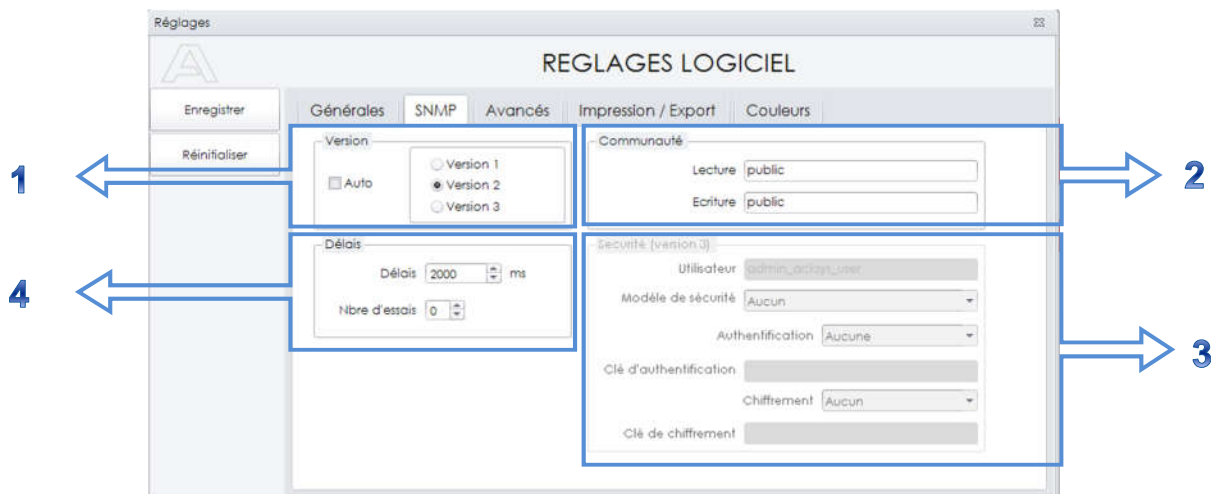 Réglages
REGLAGES LOGICIEL
Enregistrer
Réinitialiser
Générales SNMP Avancés Impression / Export Couleurs
1
Version
Auto
Version 1
Version 2
Version 3
Communauté
Lecture public
Ecriture public
2
4
Délais
Délais 2000 ms
Nbre d'essais 0
Securité (version 3)
Utilisateur admin_aclsys_user
Modèle de sécurité Aucun
Authentification Aucune
Clé d'authentification
Chiffrement Aucun
Clé de chiffrement
3